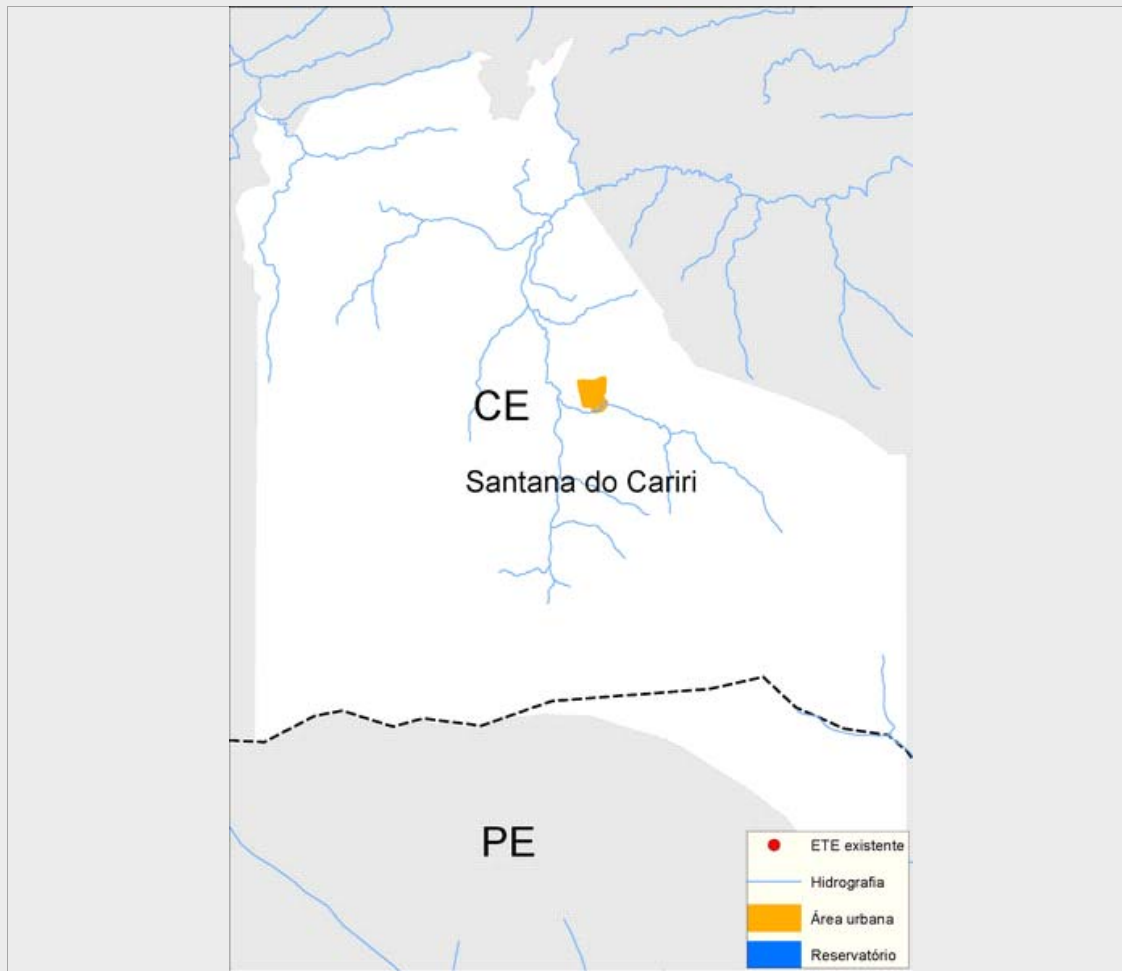 CE
Santana do Cariri
PE
ETE existente
Hidrografia
Área urbana
Reservatório